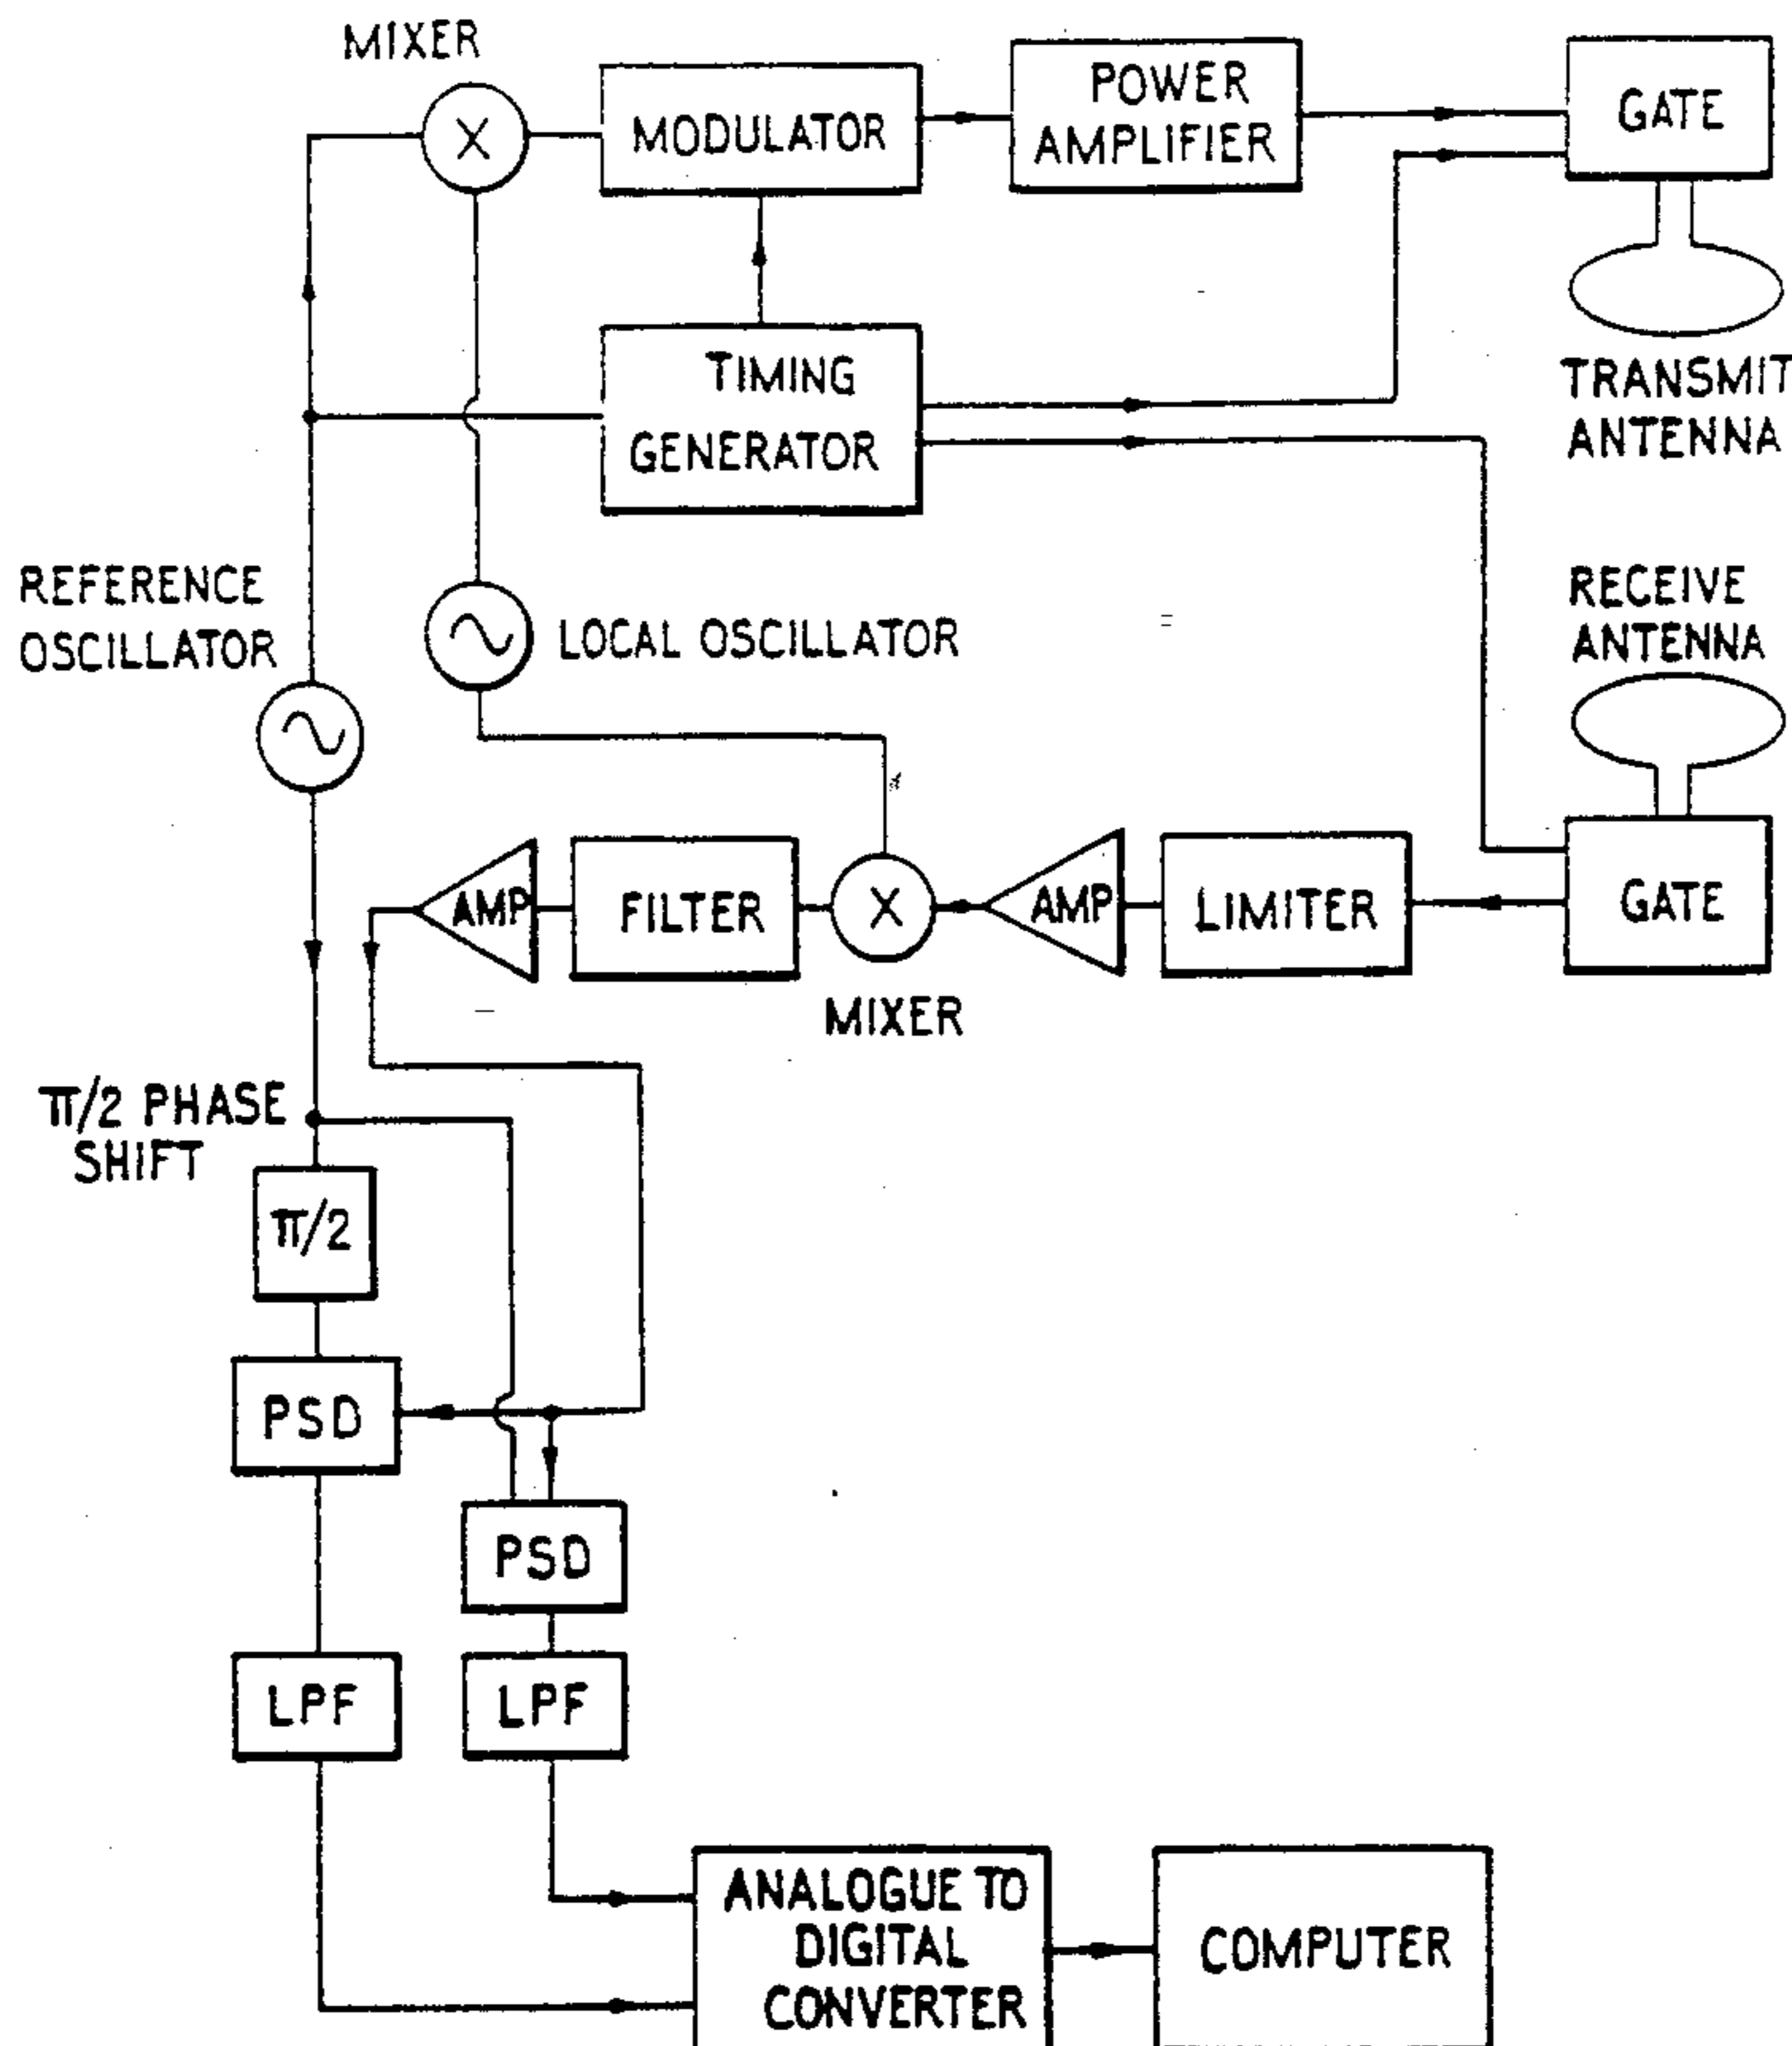 MIXER
X
MODULATOR
POWER
AMPLIFIER
GATE
TIMING
GENERATOR
TRANSMIT
ANTENNA
REFERENCE
OSCILLATOR
LOCAL OSCILLATOR
RECEIVE
ANTENNA
AMP
FILTER
X
AMP
LIMITER
GATE
MIXER
π/2 PHASE
SHIFT
π/2
PSD
PSD
LPF
LPF
ANALOGUE TO
DIGITAL
CONVERTER
COMPUTER